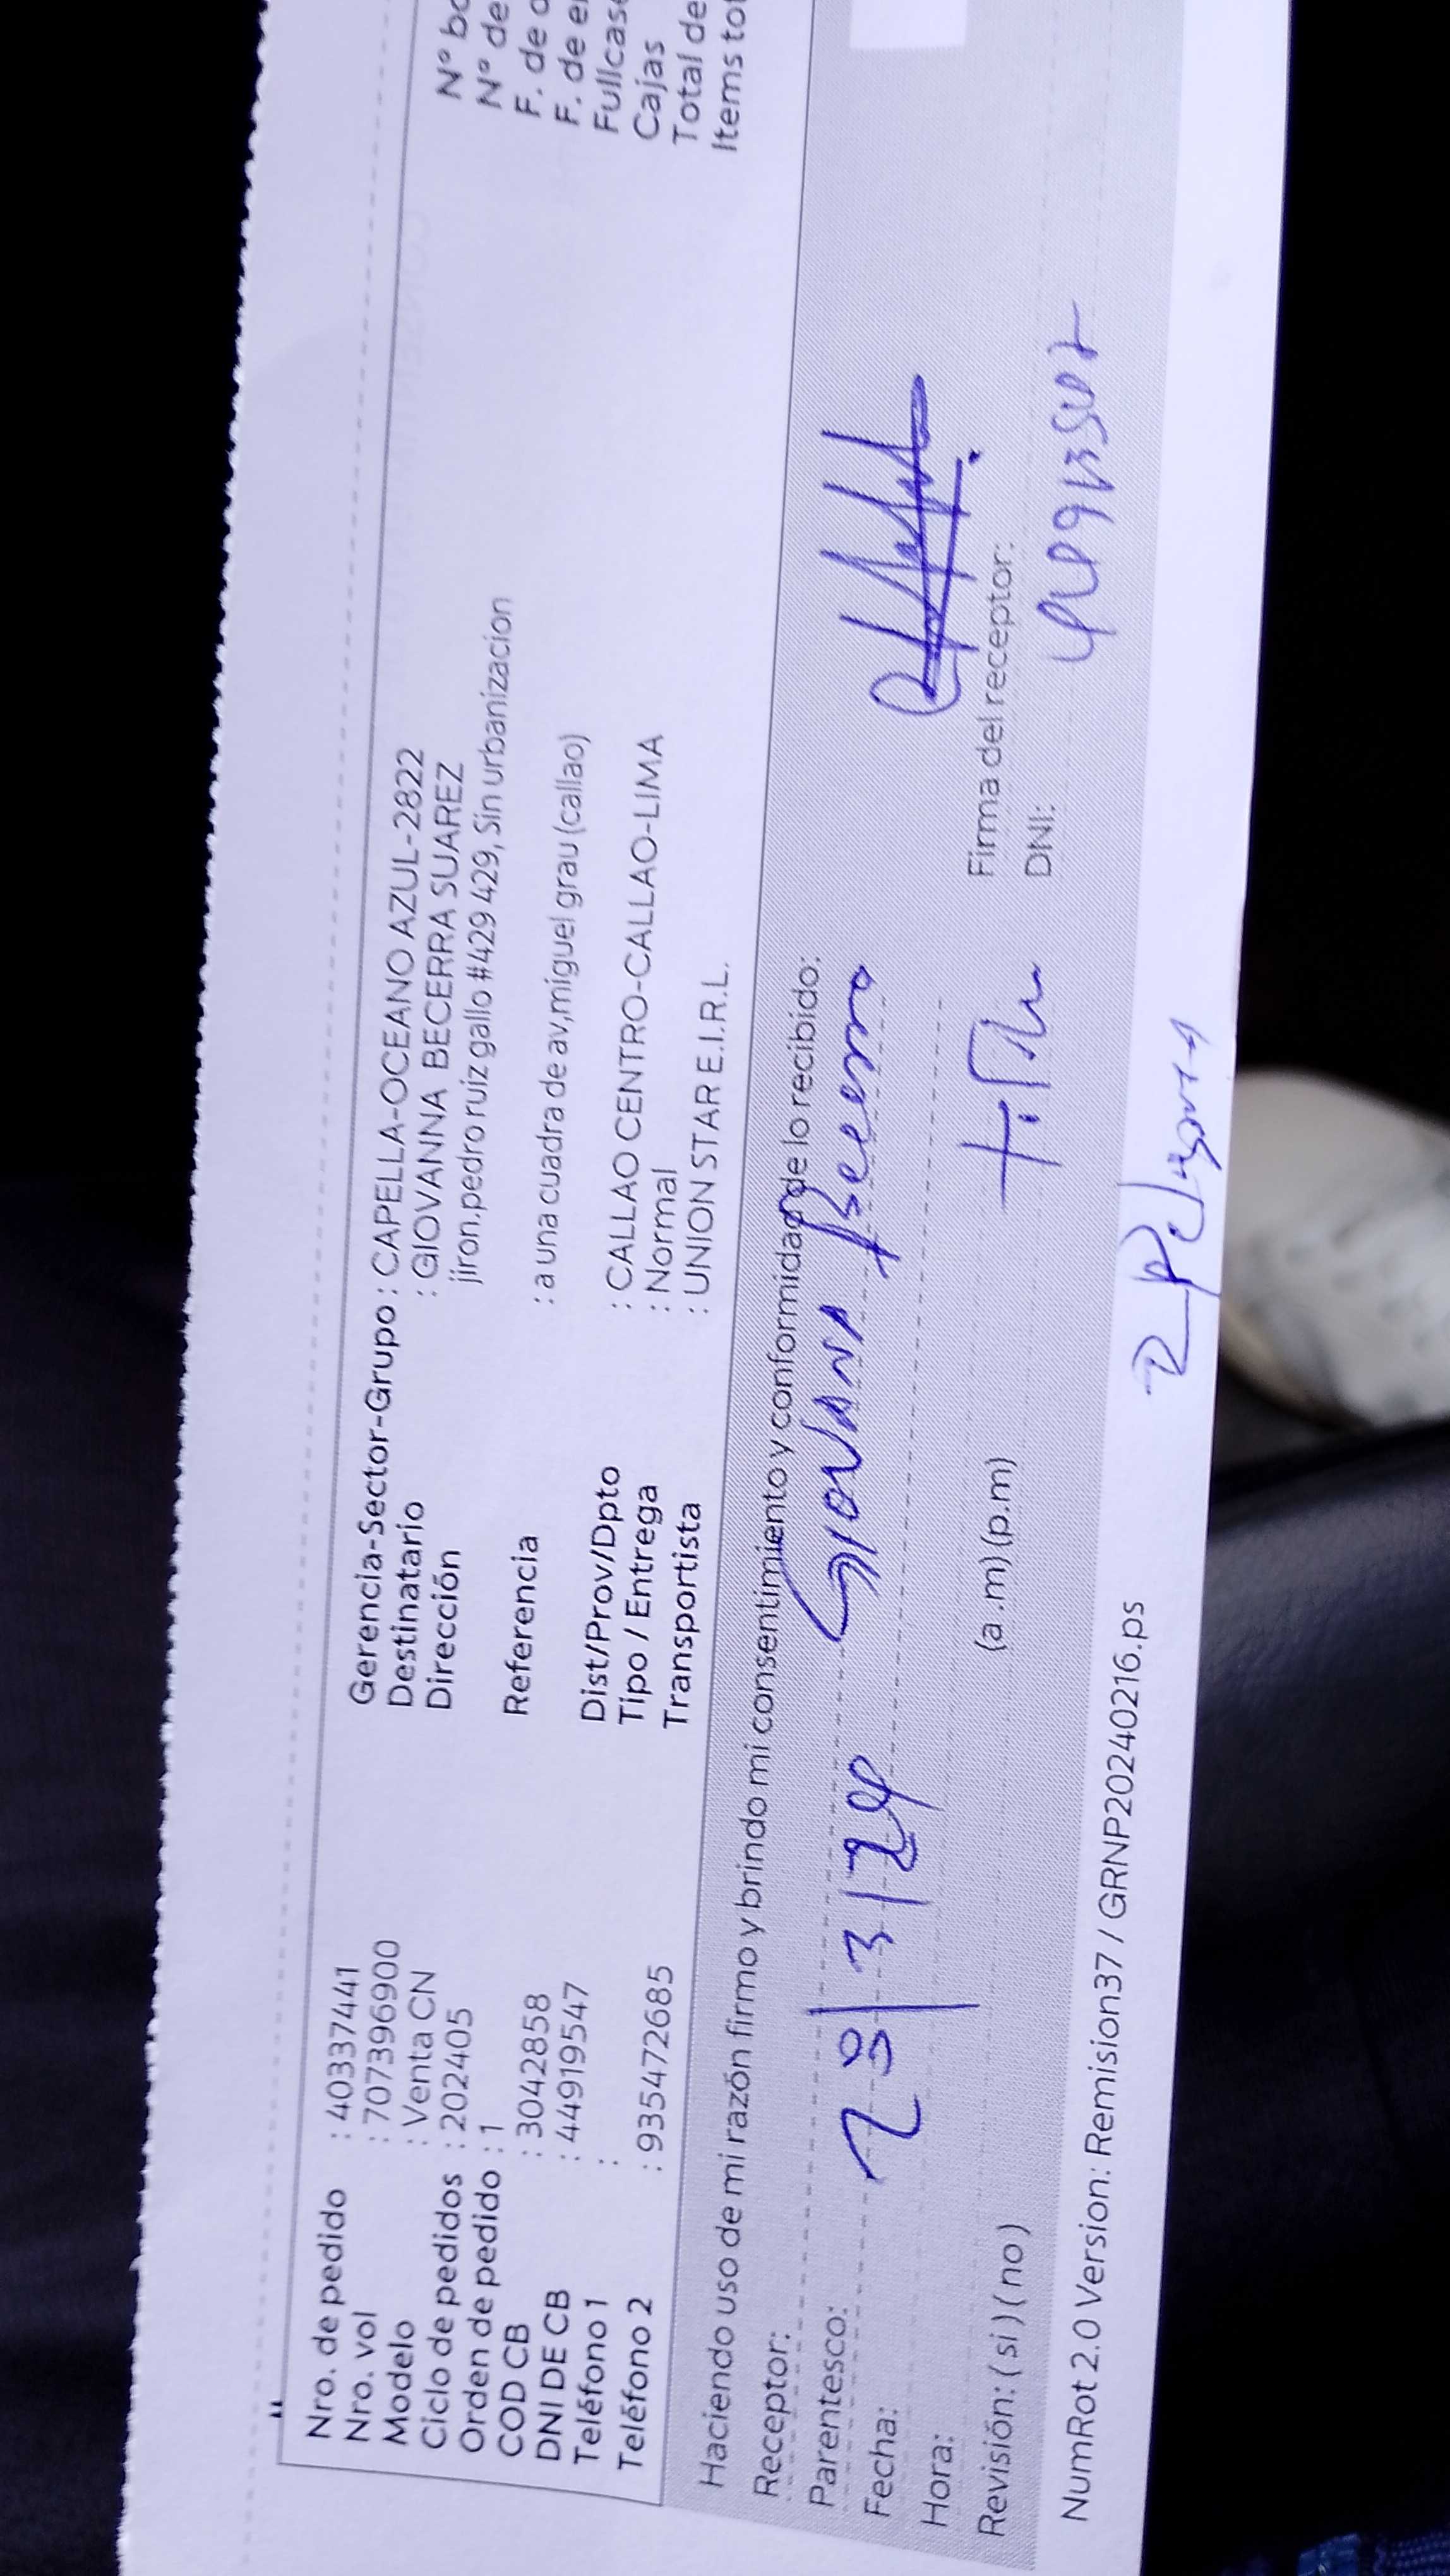 Nro. de pedido : 40337441
Nro. vol : 7073966900
Modelo : Venta CN
Ciclo de pedidos : 202405
Orden de pedido : 1
COD CB : 3042858
DNI DE CB : 44919547
Teléfono 1 :
Teléfono 2 : 935472685
Gerencia-Sector-Grupo : CAPELLA-OCEANO AZUL-2822
Destinatario : GIOVANNA BECERRA SUAREZ
Dirección jiron.pedro ruiz gallo #429 429, Sin urbanizacion
Referencia : a una cuadra de av,miguel grau (callao)
Dist/Prov/Dpto : CALLAO CENTRO-CALLAO-LIMA
Tipo / Entrega : Normal
Transportista : UNION STAR E.I.R.L.
N° bo
N° de
F. de
F. de e
Fullcase
Cajas
Total de
Items tot
Haciendo uso de mi razón firmo y brindo mi consentimiento y conformidad de lo recibido:
Receptor: GIOVANA Becerra
Parentesco:
Fecha: 28/3/24
Hora: (a.m) (p.m)
Revisión: ( si ) ( no )
Firma del receptor:
DNI:
NumRot 2.0 Version: Remision37 / GRNP20240216.ps